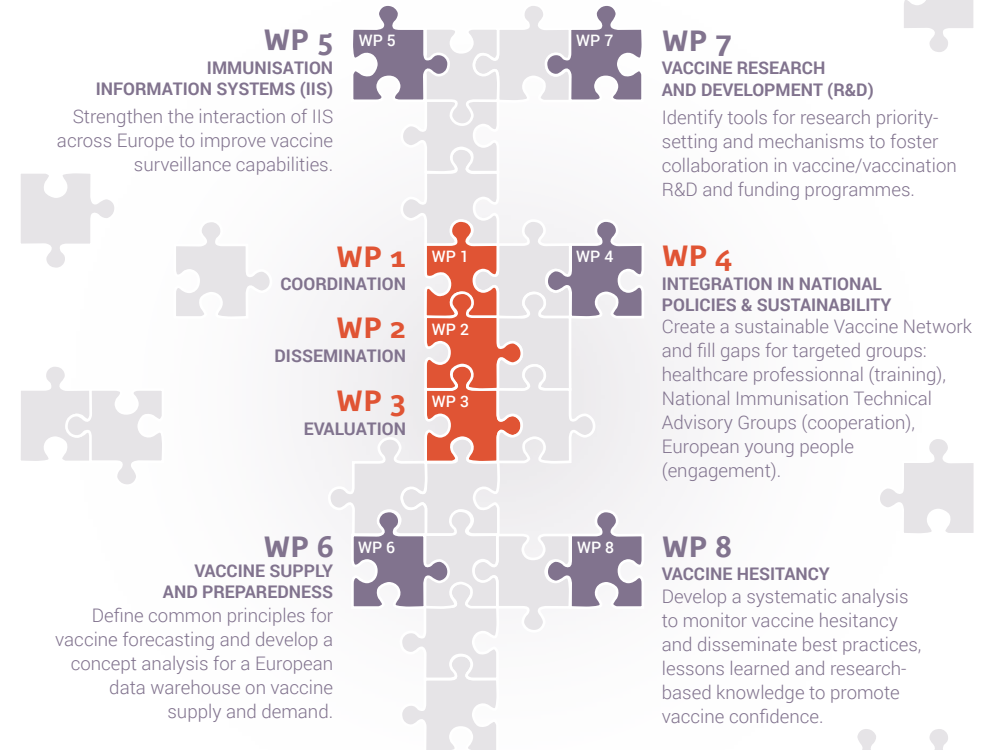 WP 5
IMMUNISATION
INFORMATION SYSTEMS (IIS)
Strengthen the interaction of IIS
across Europe to improve vaccine
surveillance capabilities.
WP 5
WP 7
WP 7
VACCINE RESEARCH
AND DEVELOPMENT (R&D)
Identify tools for research priority-
setting and mechanisms to foster
collaboration in vaccine/vaccination
R&D and funding programmes.
WP 1
COORDINATION
WP 1
WP 2
DISSEMINATION
WP 2
WP 3
EVALUATION
WP 3
WP 4
WP 4
INTEGRATION IN NATIONAL
POLICIES & SUSTAINABILITY
Create a sustainable Vaccine Network
and fill gaps for targeted groups:
healthcare professionnal (training),
National Immunisation Technical
Advisory Groups (cooperation),
European young people
(engagement).
WP 6
VACCINE SUPPLY
AND PREPAREDNESS
Define common principles for
vaccine forecasting and develop a
concept analysis for a European
data warehouse on vaccine
supply and demand.
WP 6
WP 8
WP 8
VACCINE HESITANCY
Develop a systematic analysis
to monitor vaccine hesitancy
and disseminate best practices,
lessons learned and research-
based knowledge to promote
vaccine confidence.